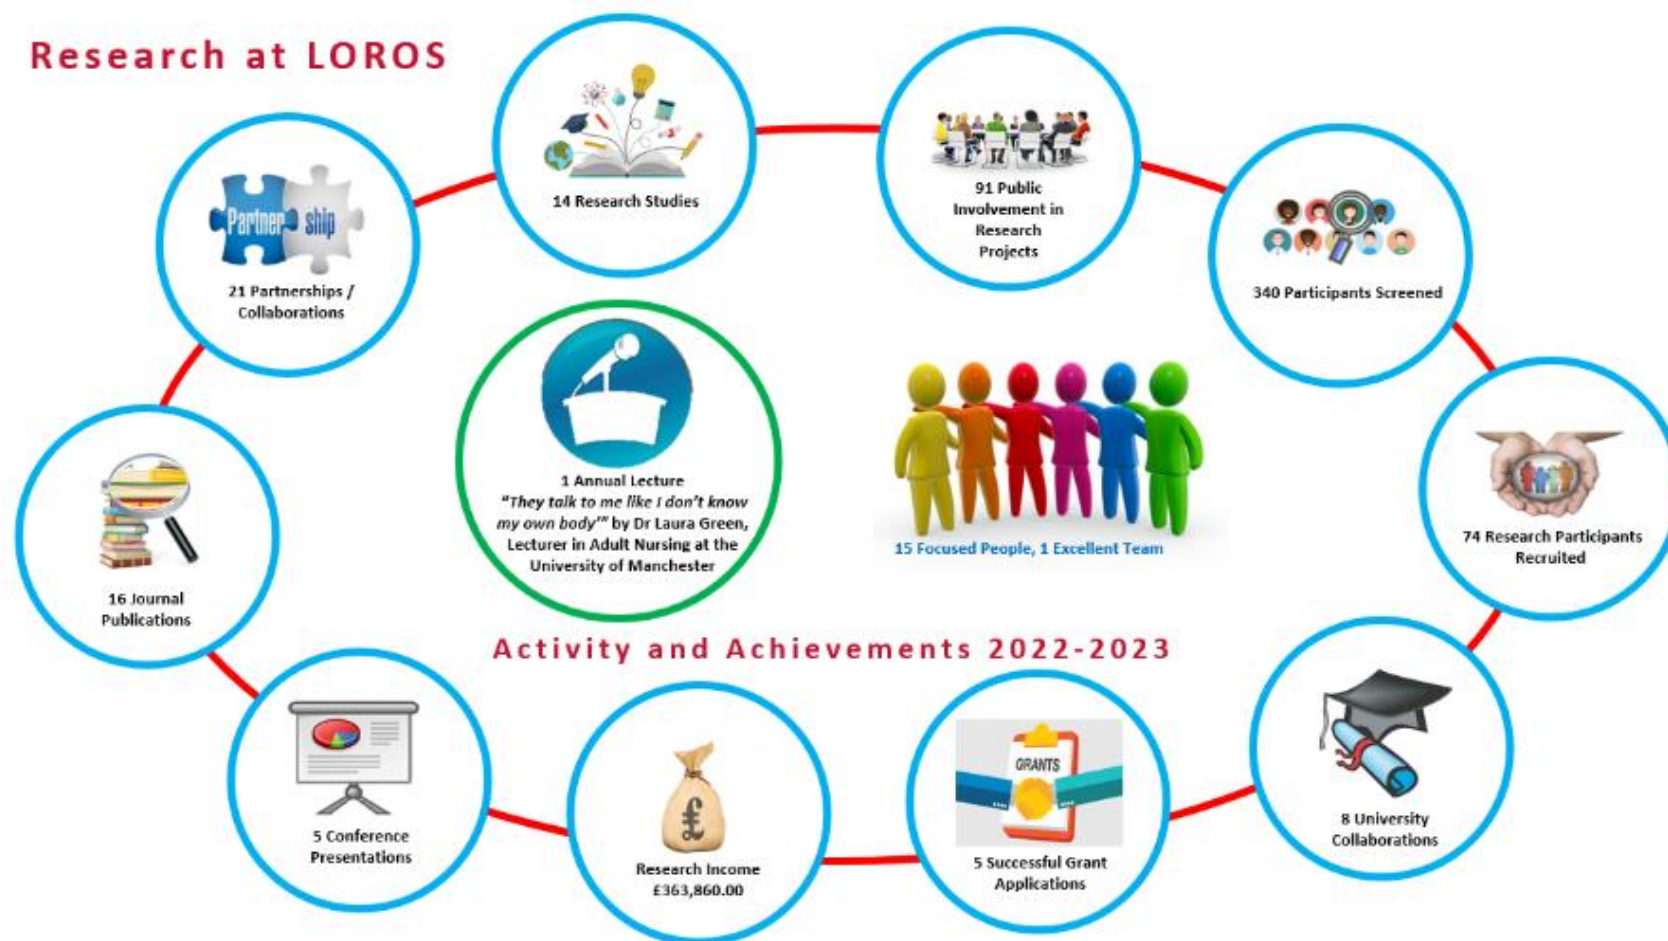 Research at LOROS
14 Research Studies
91 Public
Involvement in
Research
Projects
Partner ship
21 Partnerships /
Collaborations
340 Participants Screened
1 Annual Lecture
"They talk to me like I don't know
my own body'" by Dr Laura Green,
Lecturer in Adult Nursing at the
University of Manchester
15 Focused People, 1 Excellent Team
74 Research Participants
Recruited
16 Journal
Publications
Activity and Achievements 2022-2023
5 Conference
Presentations
£
Research Income
£363,860.00
GRANTS
5 Successful Grant
Applications
8 University
Collaborations